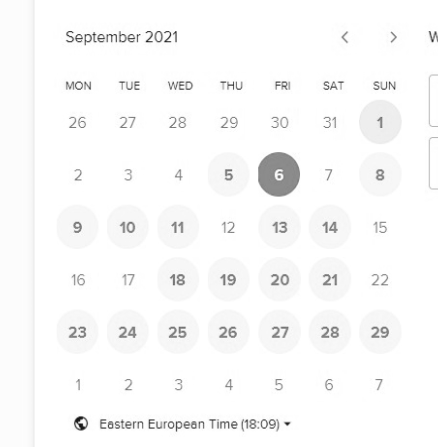 September 2021
MON TUE WED THU FRI SAT SUN
26 27 28 29 30 31 1
2 3 4 5 6 7 8
9 10 11 12 13 14 15
16 17 18 19 20 21 22
23 24 25 26 27 28 29
1 2 3 4 5 6 7
Eastern European Time (18:09)